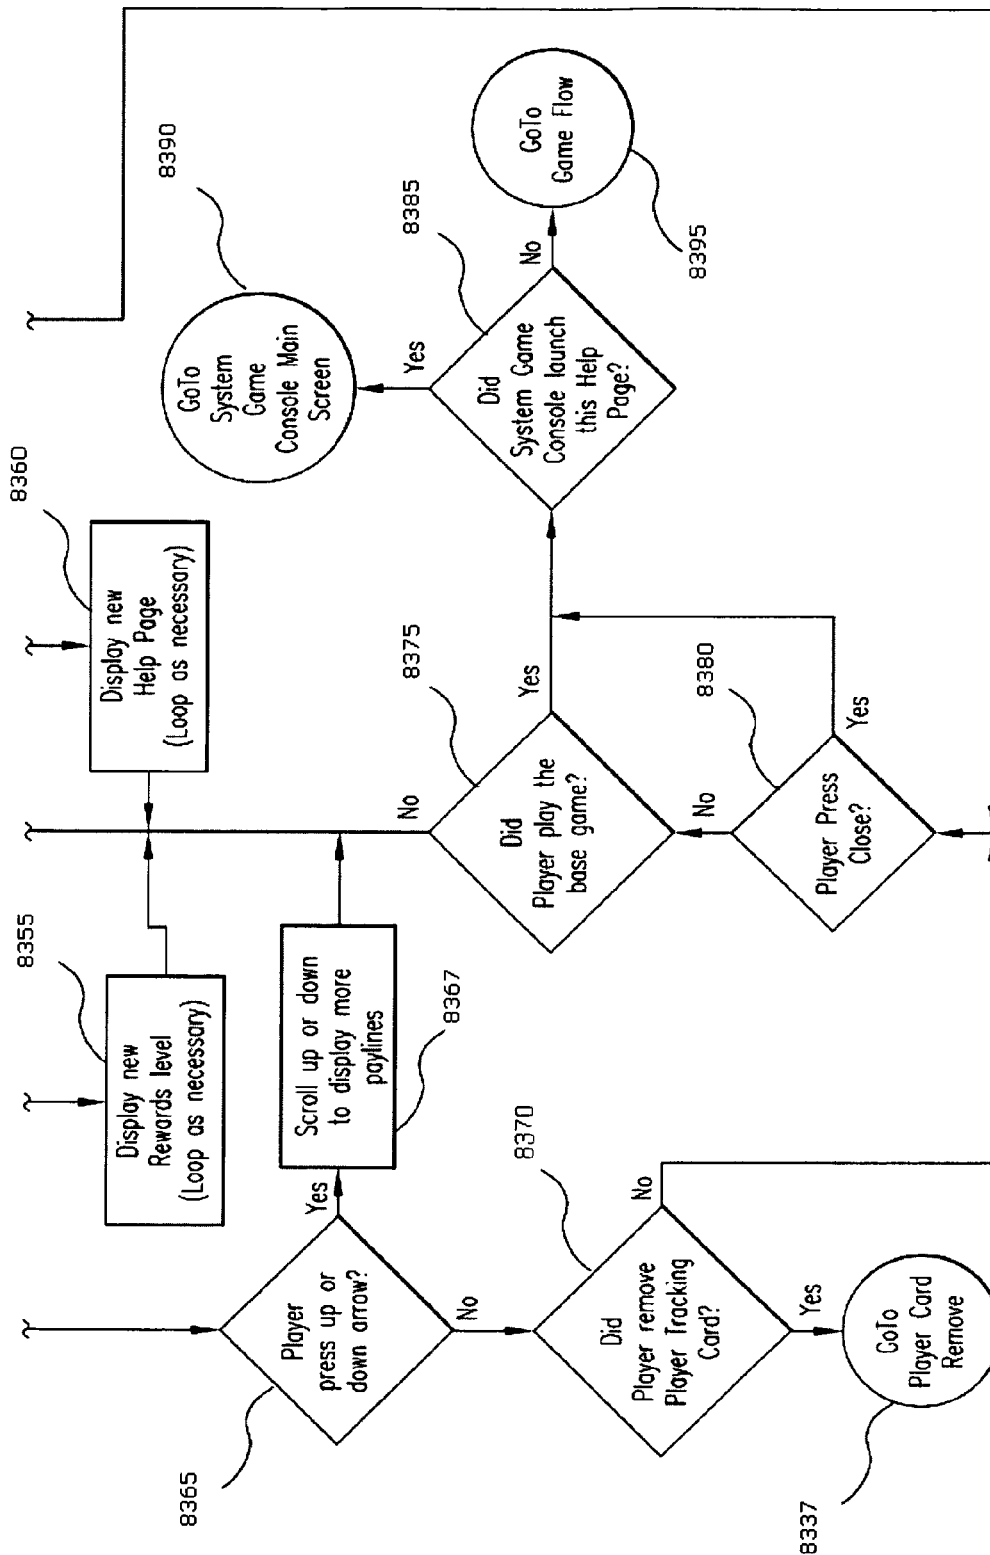 8355
Display new
Rewards level
(Loop as necessary)
8360
Display new
Help Page
(Loop as necessary)
8365
Player
press up or
down arrow?
Yes
No
Scroll up or down
to display more
paylines
8367
8370
Did
Player remove
Player Tracking
Card?
No
Yes
GoTo
Player Card
Remove
8337
8375
Did
Player play the
base game?
No
Yes
8380
Player Press
Close?
No
Yes
8385
Did
System Game
Console launch
this Help
Page?
Yes
No
8390
GoTo
System
Game
Console Main
Screen
GoTo
Game Flow
8395